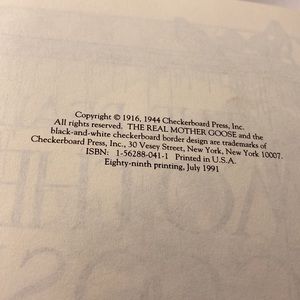 Copyright © 1916, 1944 Checkerboard Press, Inc.
All rights reserved. THE REAL MOTHER GOOSE and the
black-and-white checkerboard border design are trademarks of
Checkerboard Press, Inc., 30 Vesey Street, New York, New York 10007.
ISBN: 1-56288-041-1 Printed in U.S.A.
Eighty-ninth printing, July 1991